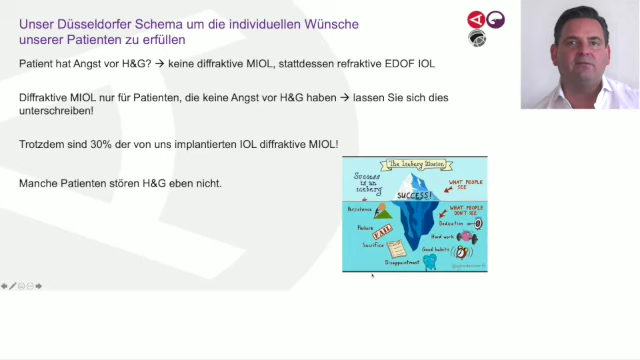 Unser Düsseldorfer Schema um die individuellen Wünsche
unserer Patienten zu erfüllen
Patient hat Angst vor H&G? → keine diffraktive MIOL, stattdessen refraktive EDOF IOL
Diffraktive MIOL nur für Patienten, die keine Angst vor H&G haben → lassen Sie sich dies
unterschreiben!
Trotzdem sind 30% der von uns implantierten IOL diffraktive MIOL!
Manche Patienten stören H&G eben nicht.
The Iceberg Illusion
Success
is an
iceberg
WHAT PEOPLE
SEE
SUCCESS!
Persistence
WHAT PEOPLE
DON'T SEE
Failure
FAIL
Dedication
Sacrifice
Hard work
Good habits
Disappointment